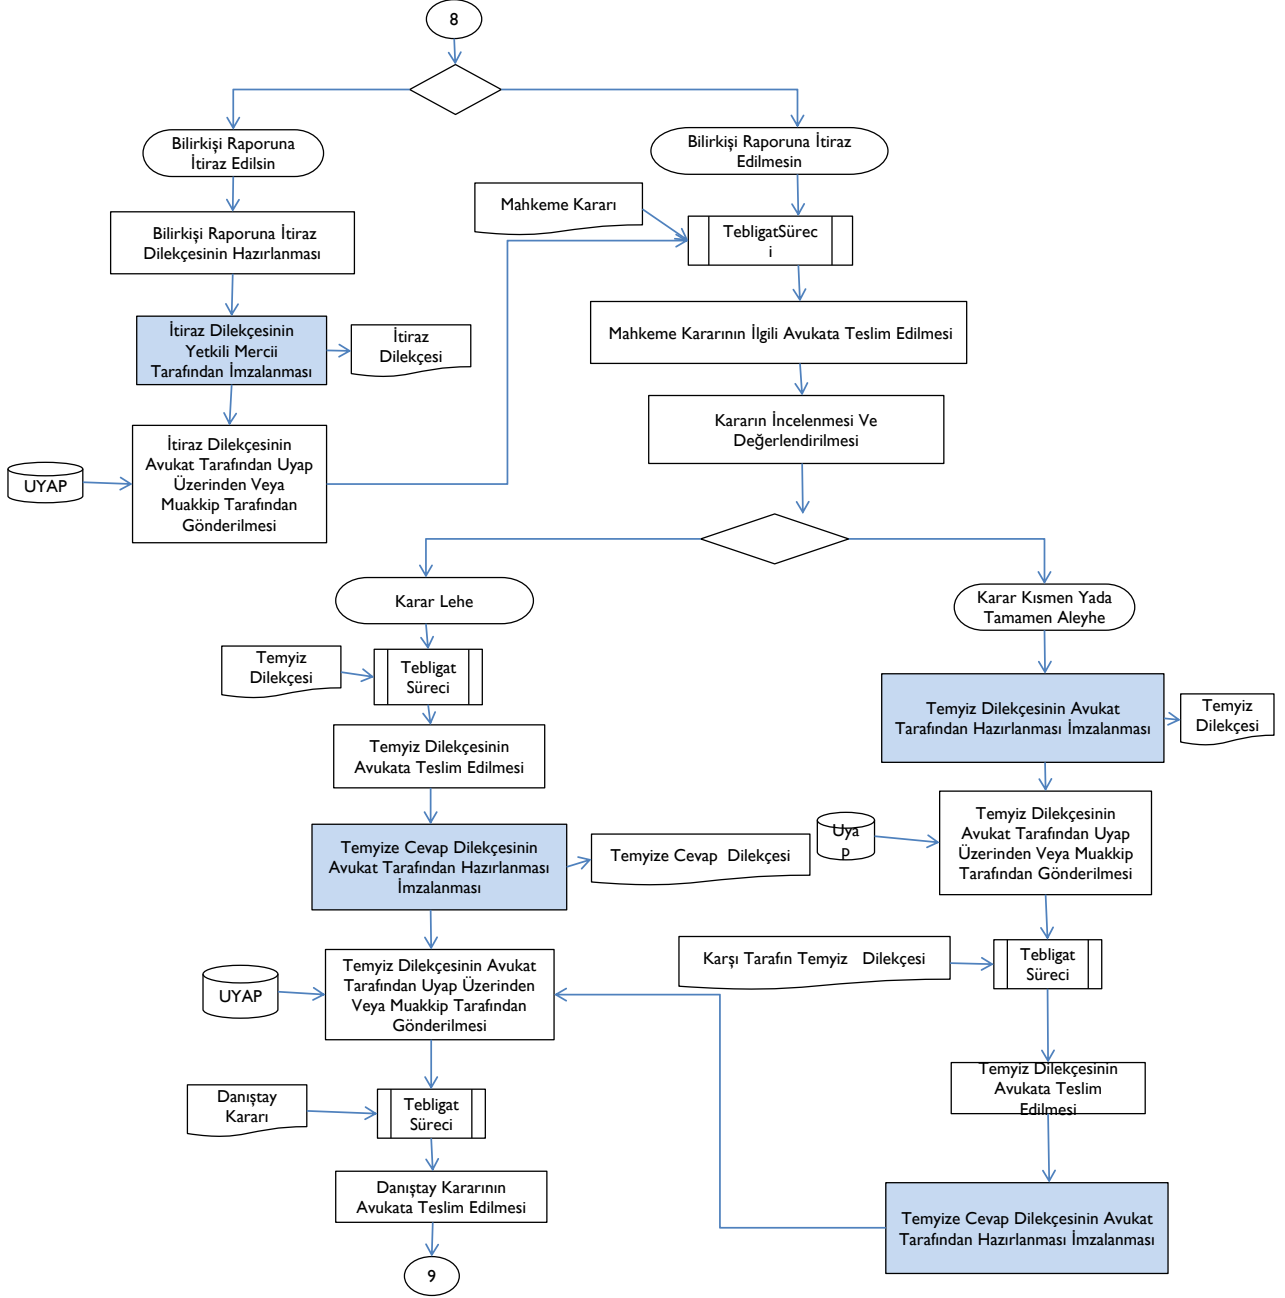 8
Bilirkişi Raporuna
İtiraz Edilsin
Bilirkişi Raporuna İtiraz
Edilmesin
Mahkeme Kararı
TebligatSürec
i
Bilirkişi Raporuna İtiraz
Dilekçesinin Hazırlanması
İtiraz Dilekçesinin
Yetkili Mercii
Tarafından İmzalanması
İtiraz
Dilekçesi
Mahkeme Kararının İlgili Avukata Teslim Edilmesi
Kararın İncelenmesi Ve
Değerlendirilmesi
UYAP
İtiraz Dilekçesinin
Avukat Tarafından Uyap
Üzerinden Veya
Muakkip Tarafından
Gönderilmesi
Karar Lehe
Karar Kısmen Yada
Tamamen Aleyhe
Temyiz
Dilekçesi
Tebligat
Süreci
Temyiz Dilekçesinin Avukat
Tarafından Hazırlanması İmzalanması
Temyiz
Dilekçesi
Temyiz Dilekçesinin
Avukata Teslim Edilmesi
Temyize Cevap Dilekçesinin
Avukat Tarafından Hazırlanması
İmzalanması
Temyize Cevap  Dilekçesi
Uya
p
Temyiz Dilekçesinin
Avukat Tarafından Uyap
Üzerinden Veya Muakkip
Tarafından Gönderilmesi
Karşı Tarafın Temyiz   Dilekçesi
Tebligat
Süreci
UYAP
Temyiz Dilekçesinin Avukat
Tarafından Uyap Üzerinden
Veya Muakkip Tarafından
Gönderilmesi
Temyiz Dilekçesinin
Avukata Teslim
Edilmesi
Danıştay
Kararı
Tebligat
Süreci
Danıştay Kararının
Avukata Teslim Edilmesi
Temyize Cevap Dilekçesinin Avukat
Tarafından Hazırlanması İmzalanması
9